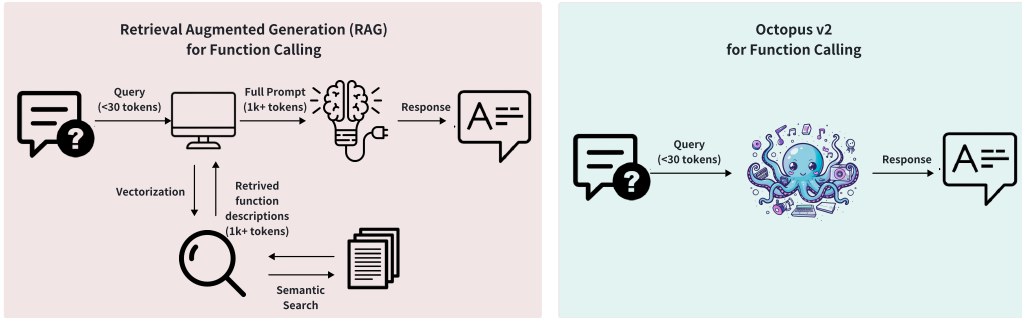 Retrieval Augmented Generation (RAG)
for Function Calling
Query
(<30 tokens)
Full Prompt
(1k+ tokens)
Response
?
A
Vectorization
Retrived
function
descriptions
(1k+ tokens)
Semantic
Search
Octopus v2
for Function Calling
Query
(<30 tokens)
Response
?
A